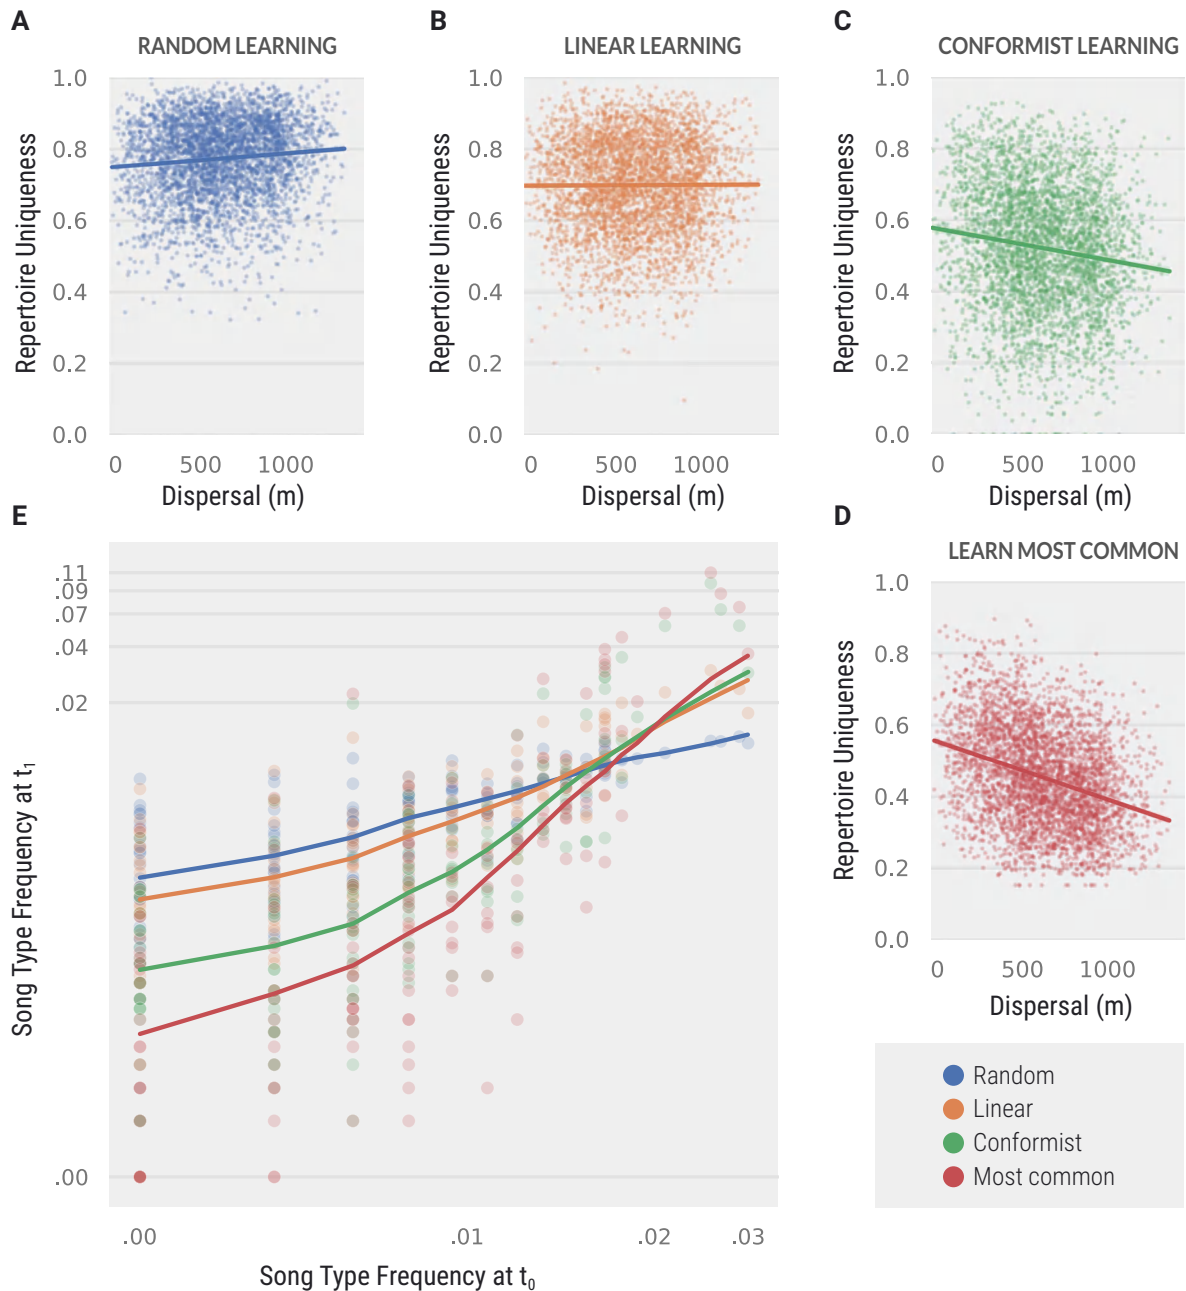 A
RANDOM LEARNING
1.0
0.8
0.6
0.4
0.2
0.0
Repertoire Uniqueness
0
500
1000
Dispersal (m)
B
LINEAR LEARNING
1.0
0.8
0.6
0.4
0.2
0.0
Repertoire Uniqueness
0
500
1000
Dispersal (m)
C
CONFORMIST LEARNING
1.0
0.8
0.6
0.4
0.2
0.0
Repertoire Uniqueness
0
500
1000
Dispersal (m)
E
.11
.09
.07
.04
.02
.00
Song Type Frequency at t1
.00
.01
.02
.03
Song Type Frequency at t0
D
LEARN MOST COMMON
1.0
0.8
0.6
0.4
0.2
0.0
Repertoire Uniqueness
0
500
1000
Dispersal (m)
Random
Linear
Conformist
Most common